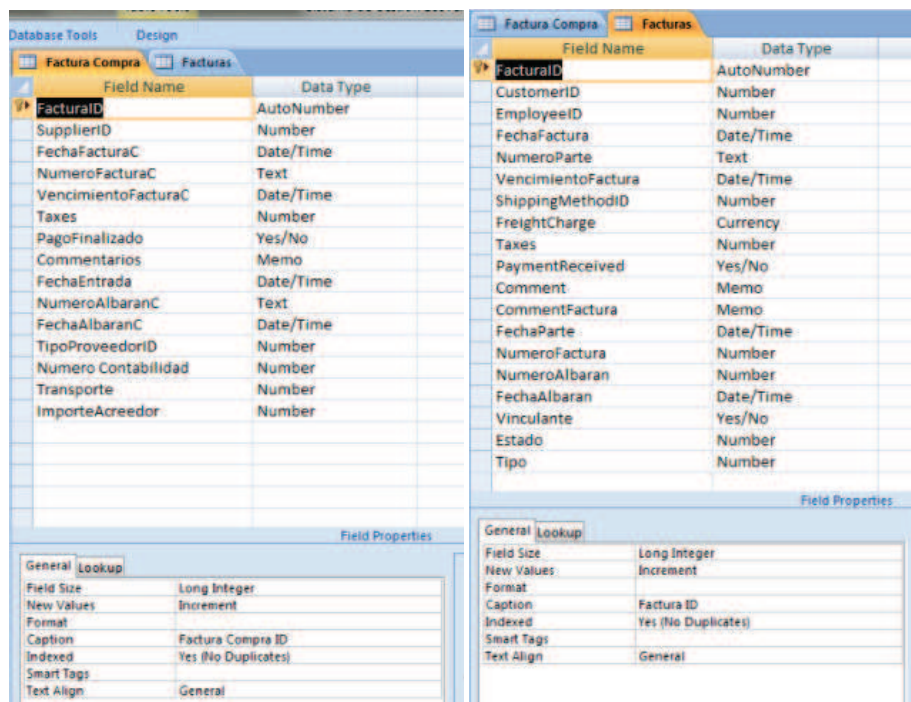 Database Tools Design
Factura Compra Facturas
Field Name Data Type
FacturaID AutoNumber
SupplierID Number
FechaFacturaC Date/Time
NumeroFacturaC Text
VencimientoFacturaC Date/Time
Taxes Number
PagoFinalizado Yes/No
Commentarios Memo
FechaEntrada Date/Time
NumeroAlbaranC Text
FechaAlbaranC Date/Time
TipoProveedorID Number
Numero Contabilidad Number
Transporte Number
ImporteAcreedor Number
Field Properties
General Lookup
Field Size Long Integer
New Values Increment
Format
Caption Factura Compra ID
Indexed Yes (No Duplicates)
Smart Tags
Text Align General
Factura Compra Facturas
Field Name Data Type
FacturaID AutoNumber
CustomerID Number
EmployeeID Number
FechaFactura Date/Time
NumeroParte Text
VencimientoFactura Date/Time
ShippingMethodID Number
FreightCharge Currency
Taxes Number
PaymentReceived Yes/No
Comment Memo
CommentFactura Memo
FechaParte Date/Time
NumeroFactura Number
NumeroAlbaran Number
FechaAlbaran Date/Time
Vinculante Yes/No
Estado Number
Tipo Number
Field Properties
General Lookup
Field Size Long Integer
New Values Increment
Format
Caption Factura ID
Indexed Yes (No Duplicates)
Smart Tags
Text Align General